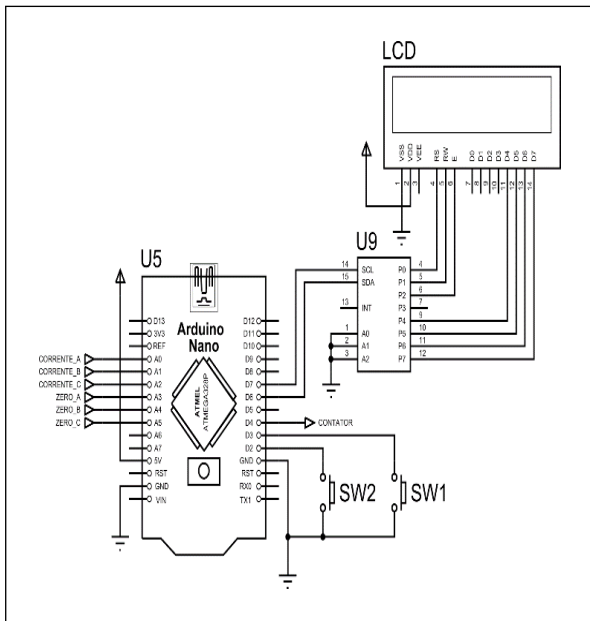 LCD
VSS VDD VEE RS RW E D0 D1 D2 D3 D4 D5 D6 D7
1 2 3 4 5 6 7 8 9 10 11 12 13 14
U9
14 SCL P0 4
15 SDA P1 5
P2 6
13 INT P3 7
P4 9
1 A0 P5 10
2 A1 P6 11
3 A2 P7 12
U5
Arduino
Nano
ATMEL
ATMEGA328P
D13 D12
3V3 D11
REF D10
CORRENTE_A A0 D9
CORRENTE_B A1 D8
CORRENTE_C A2 D7
ZERO_A A3 D6
ZERO_B A4 D5
ZERO_C A5 D4 CONTATOR
A6 D3
A7 D2
5V GND
RST RST
GND RX0
VIN TX1
SW2 SW1